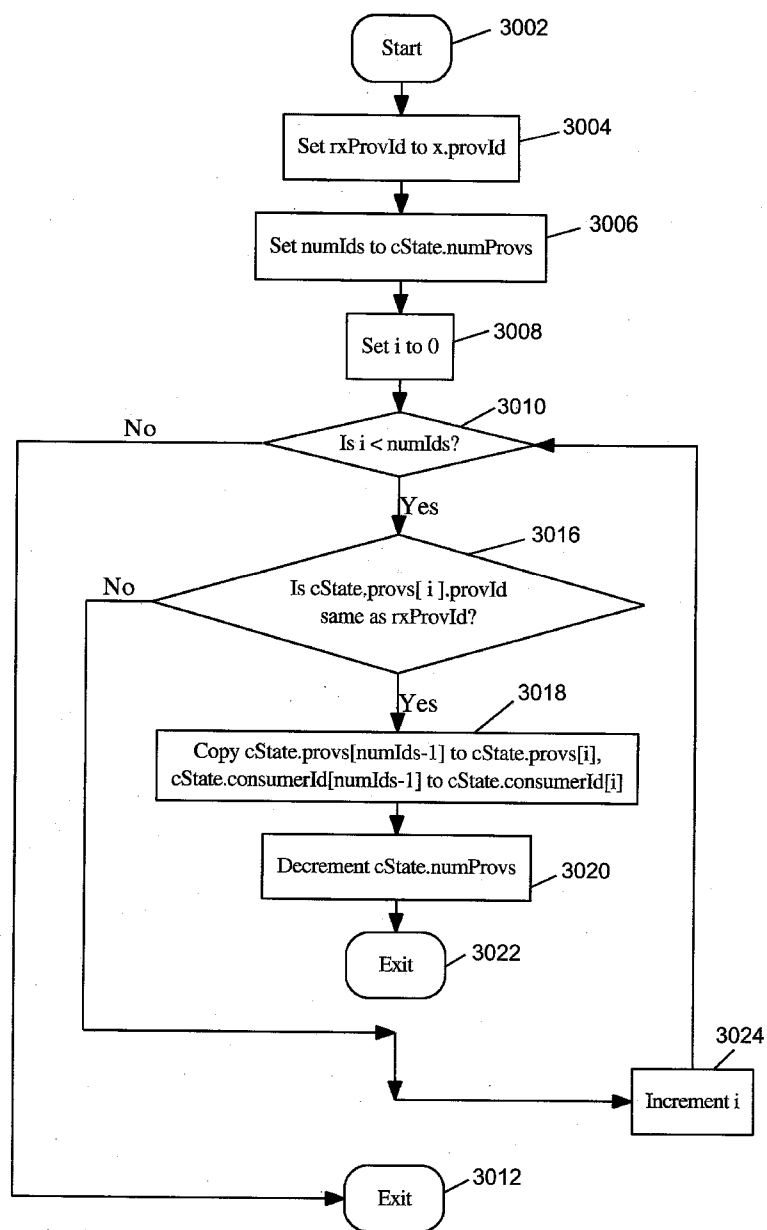 Start
3002
Set rxProvId to x.provId
3004
Set numIds to cState.numProvs
3006
Set i to 0
3008
Is i < numIds?
3010
No
Yes
Is cState,provs[ i ].provId
same as rxProvId?
3016
No
Yes
Copy cState.provs[numIds-1] to cState.provs[i],
cState.consumerId[numIds-1] to cState.consumerId[i]
3018
Decrement cState.numProvs
3020
Exit
3022
Increment i
3024
Exit
3012